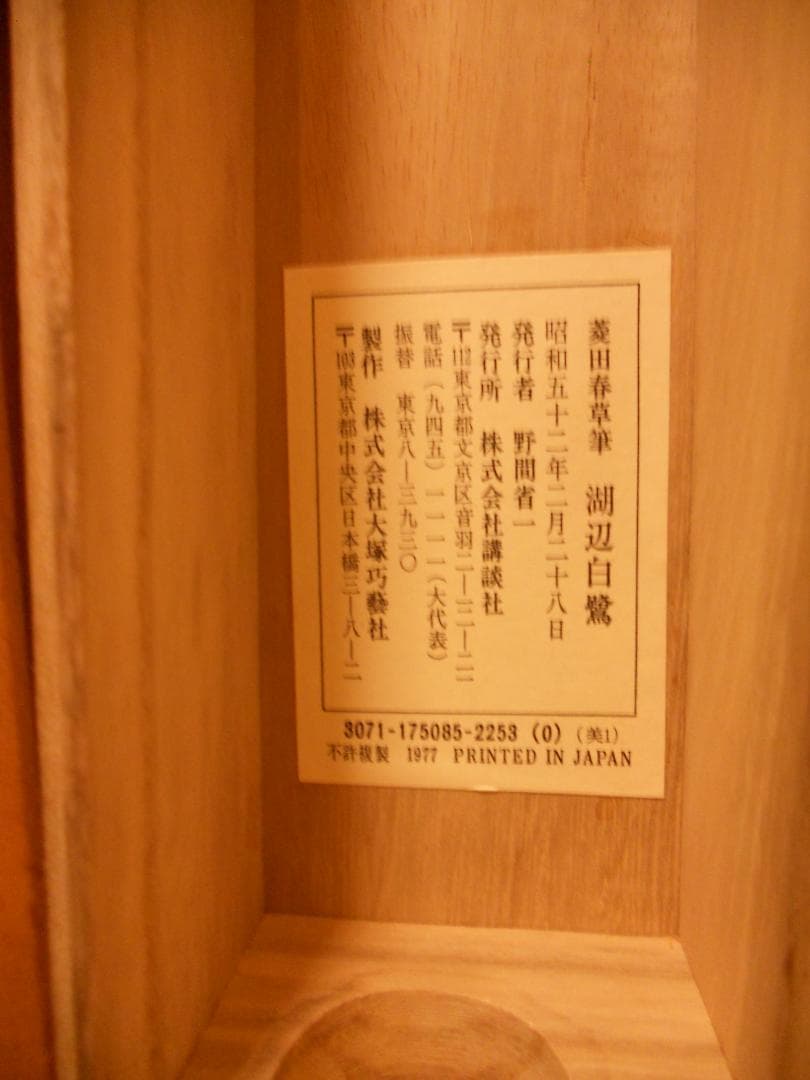 菱田春草筆 湖辺白鷺
昭和五十二年二月二十八日
発行者 野間省一
発行所 株式会社講談社
〒112東京都文京区音羽二ー一二ー二一
電話(九四五)一一一一(大代表)
振替 東京八ー三九三〇
製作 株式会社大塚巧藝社
〒103東京都中央区日本橋三ー八ー二
3071-175085-2253 (0) (美1)
不許複製 1977 PRINTED IN JAPAN